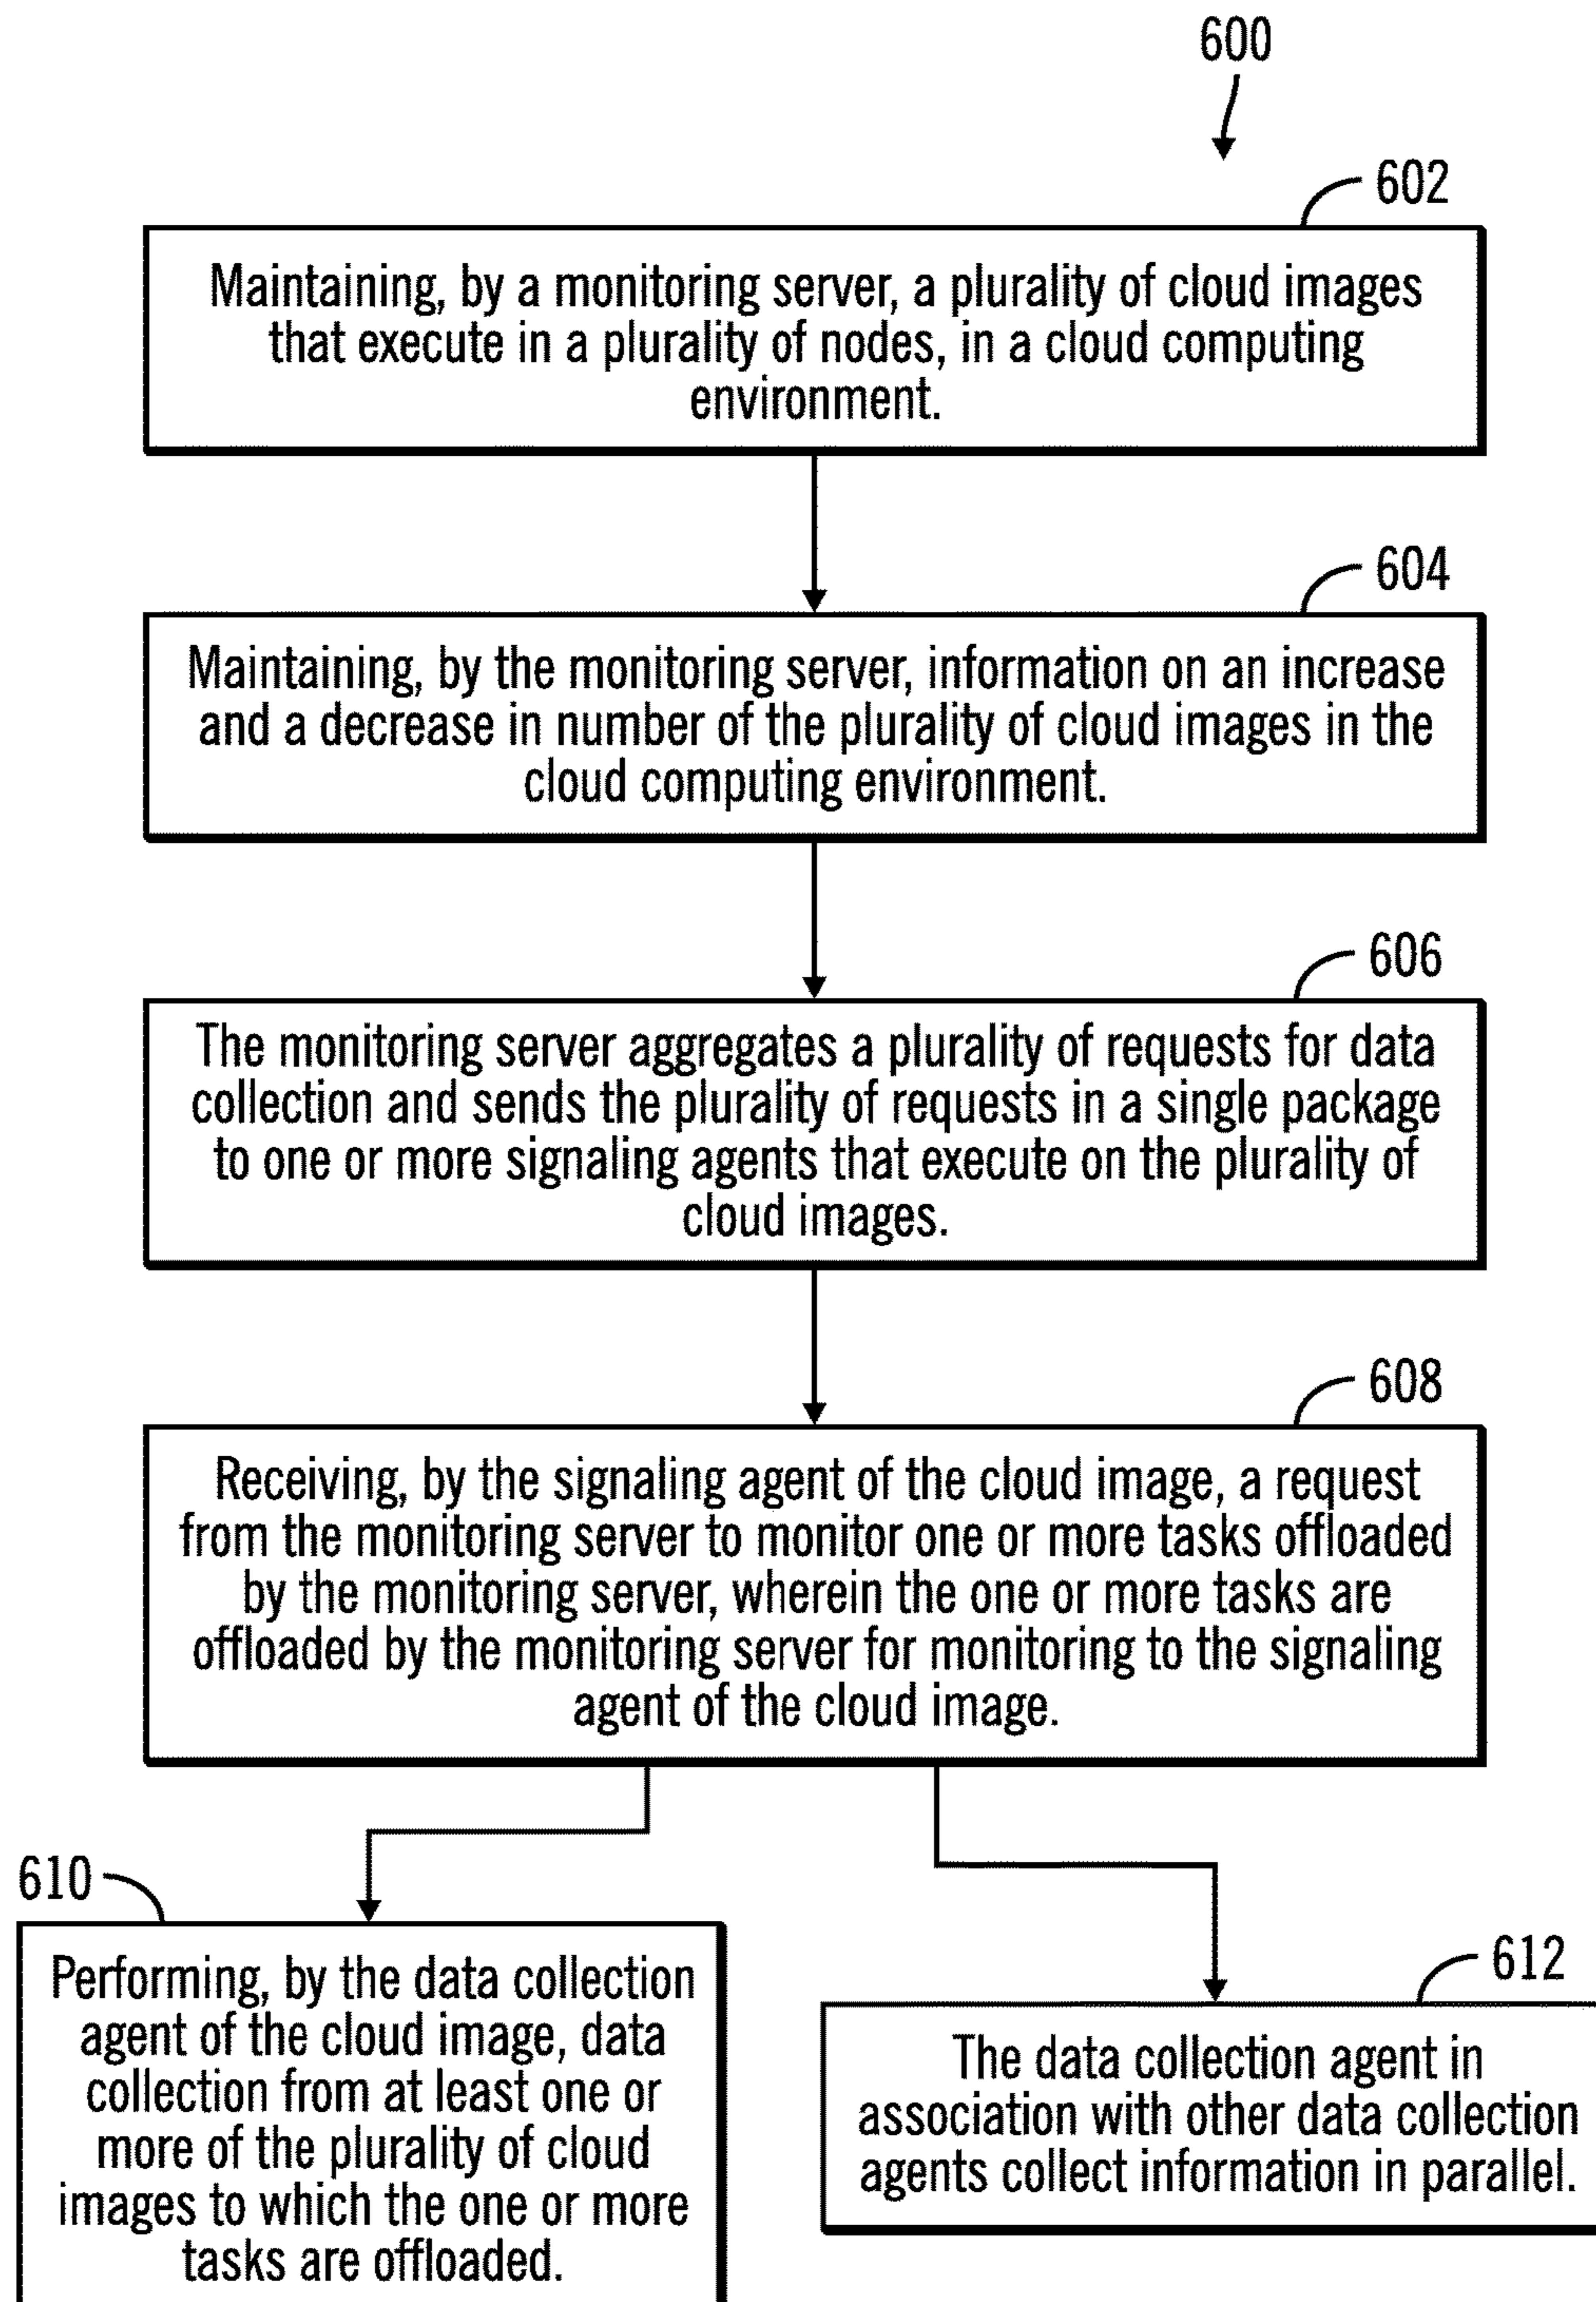 600
602
Maintaining, by a monitoring server, a plurality of cloud images
that execute in a plurality of nodes, in a cloud computing
environment.
604
Maintaining, by the monitoring server, information on an increase
and a decrease in number of the plurality of cloud images in the
cloud computing environment.
606
The monitoring server aggregates a plurality of requests for data
collection and sends the plurality of requests in a single package
to one or more signaling agents that execute on the plurality of
cloud images.
608
Receiving, by the signaling agent of the cloud image, a request
from the monitoring server to monitor one or more tasks offloaded
by the monitoring server, wherein the one or more tasks are
offloaded by the monitoring server for monitoring to the signaling
agent of the cloud image.
610
Performing, by the data collection
agent of the cloud image, data
collection from at least one or
more of the plurality of cloud
images to which the one or more
tasks are offloaded.
612
The data collection agent in
association with other data collection
agents collect information in parallel.